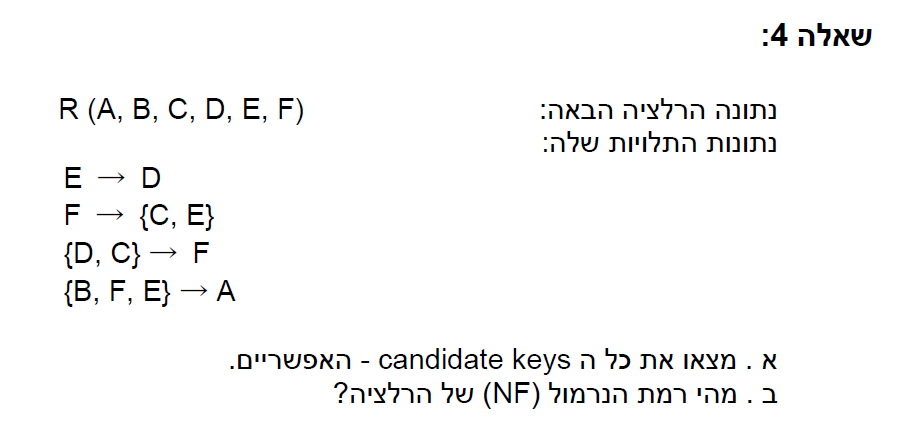 שאלה 4:
נתונה הרלציה הבאה: R (A, B, C, D, E, F)
נתונות התלויות שלה:
E → D
F → {C, E}
{D, C} → F
{B, F, E} → A
א . מצאו את כל ה candidate keys - האפשריים.
ב . מהי רמת הנרמול (NF) של הרלציה?